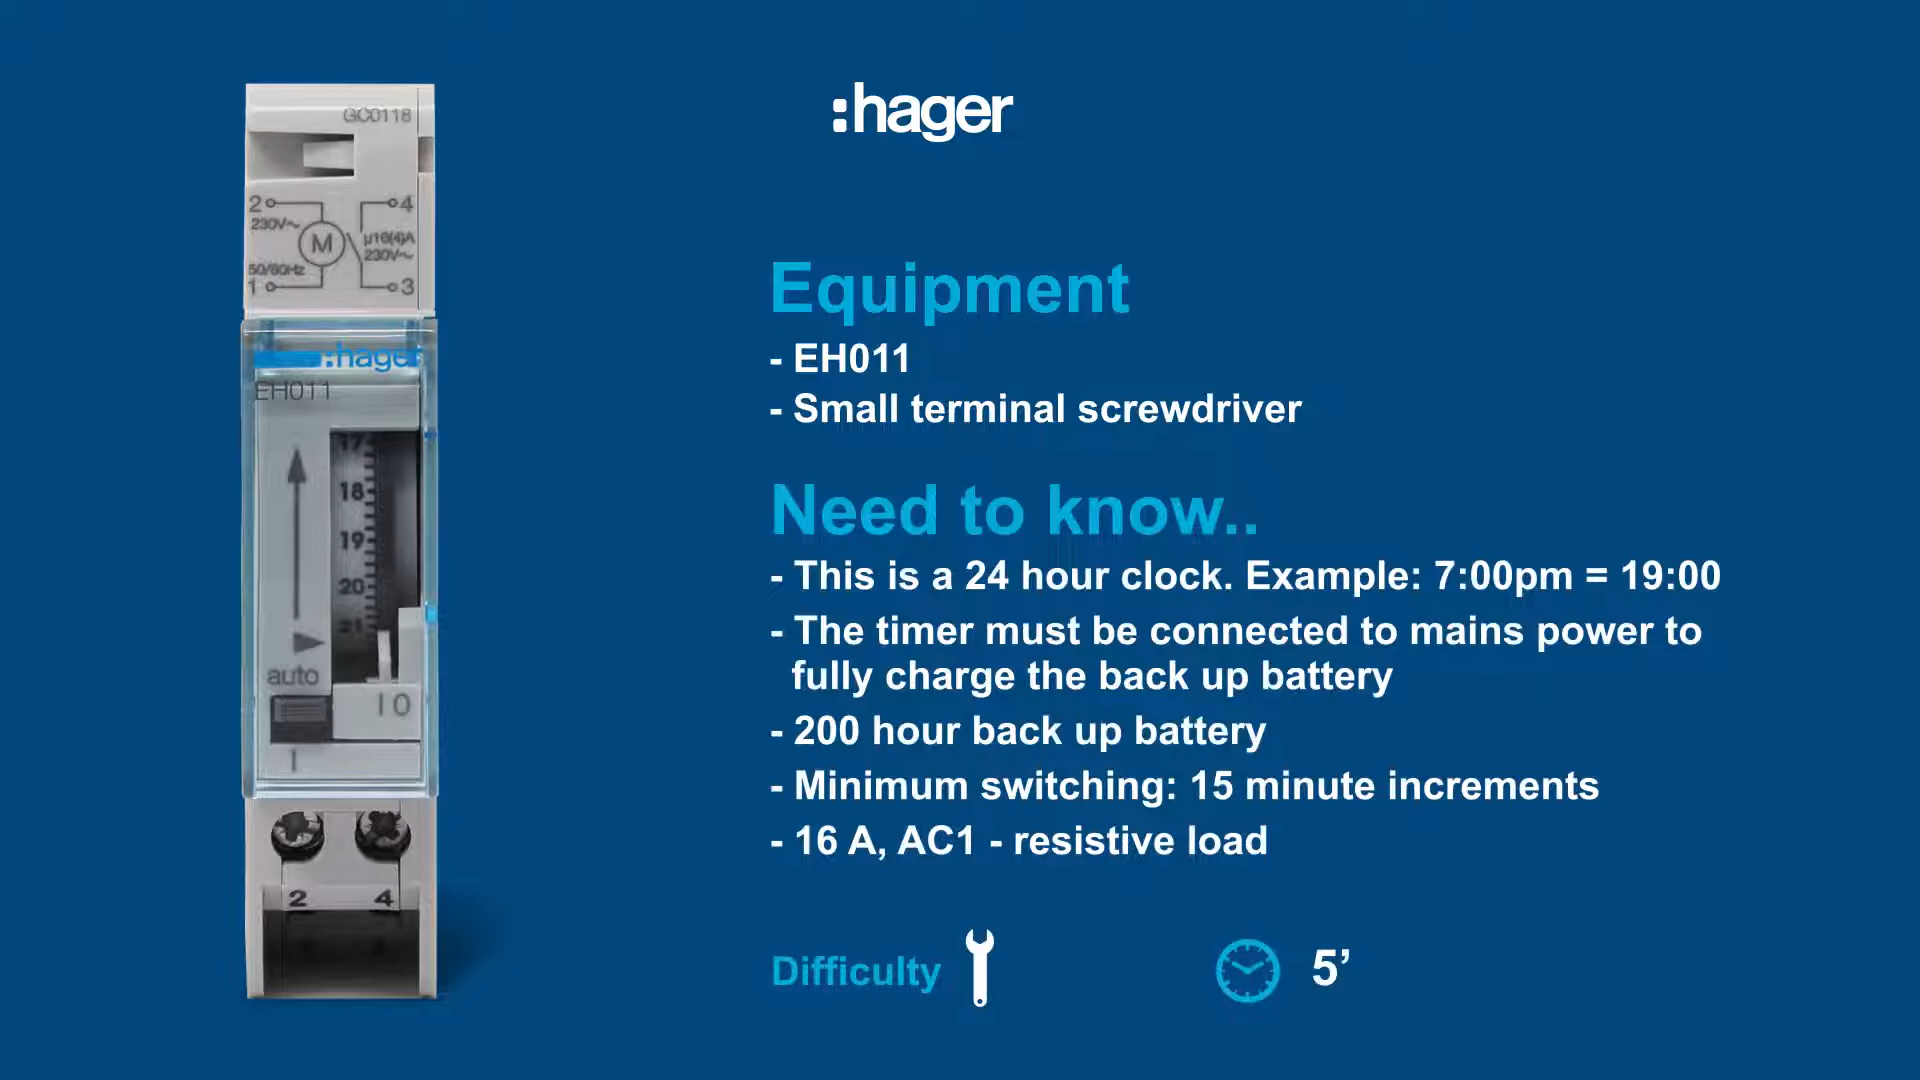 GC0118
2
4
230V~
M
µ16(4)A
230V~
50/60Hz
1
3
:hager
EH011
17
18
19
20
21
auto
I 0
I
2 4
:hager
Equipment
- EH011
- Small terminal screwdriver
Need to know..
- This is a 24 hour clock. Example: 7:00pm = 19:00
- The timer must be connected to mains power to
fully charge the back up battery
- 200 hour back up battery
- Minimum switching: 15 minute increments
- 16 A, AC1 - resistive load
Difficulty
5’